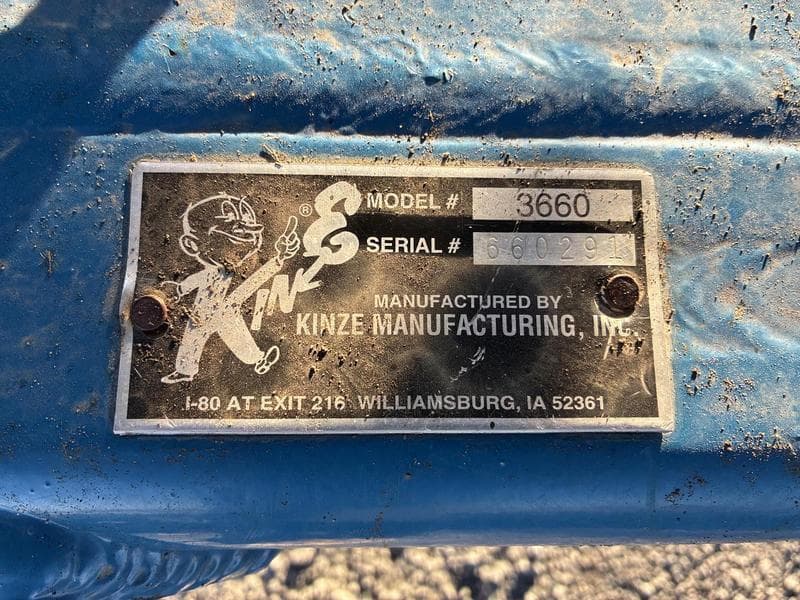 KINZE ®
MODEL # 3660
SERIAL # 660291
MANUFACTURED BY
KINZE MANUFACTURING, INC.
I-80 AT EXIT 216 WILLIAMSBURG, IA 52361